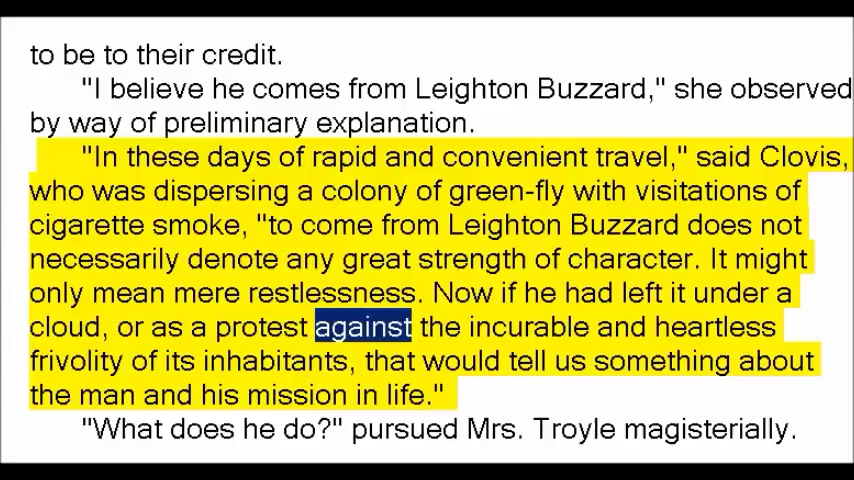 to be to their credit.
"I believe he comes from Leighton Buzzard," she observed
by way of preliminary explanation.
"In these days of rapid and convenient travel," said Clovis,
who was dispersing a colony of green-fly with visitations of
cigarette smoke, "to come from Leighton Buzzard does not
necessarily denote any great strength of character. It might
only mean mere restlessness. Now if he had left it under a
cloud, or as a protest against the incurable and heartless
frivolity of its inhabitants, that would tell us something about
the man and his mission in life."
"What does he do?" pursued Mrs. Troyle magisterially.